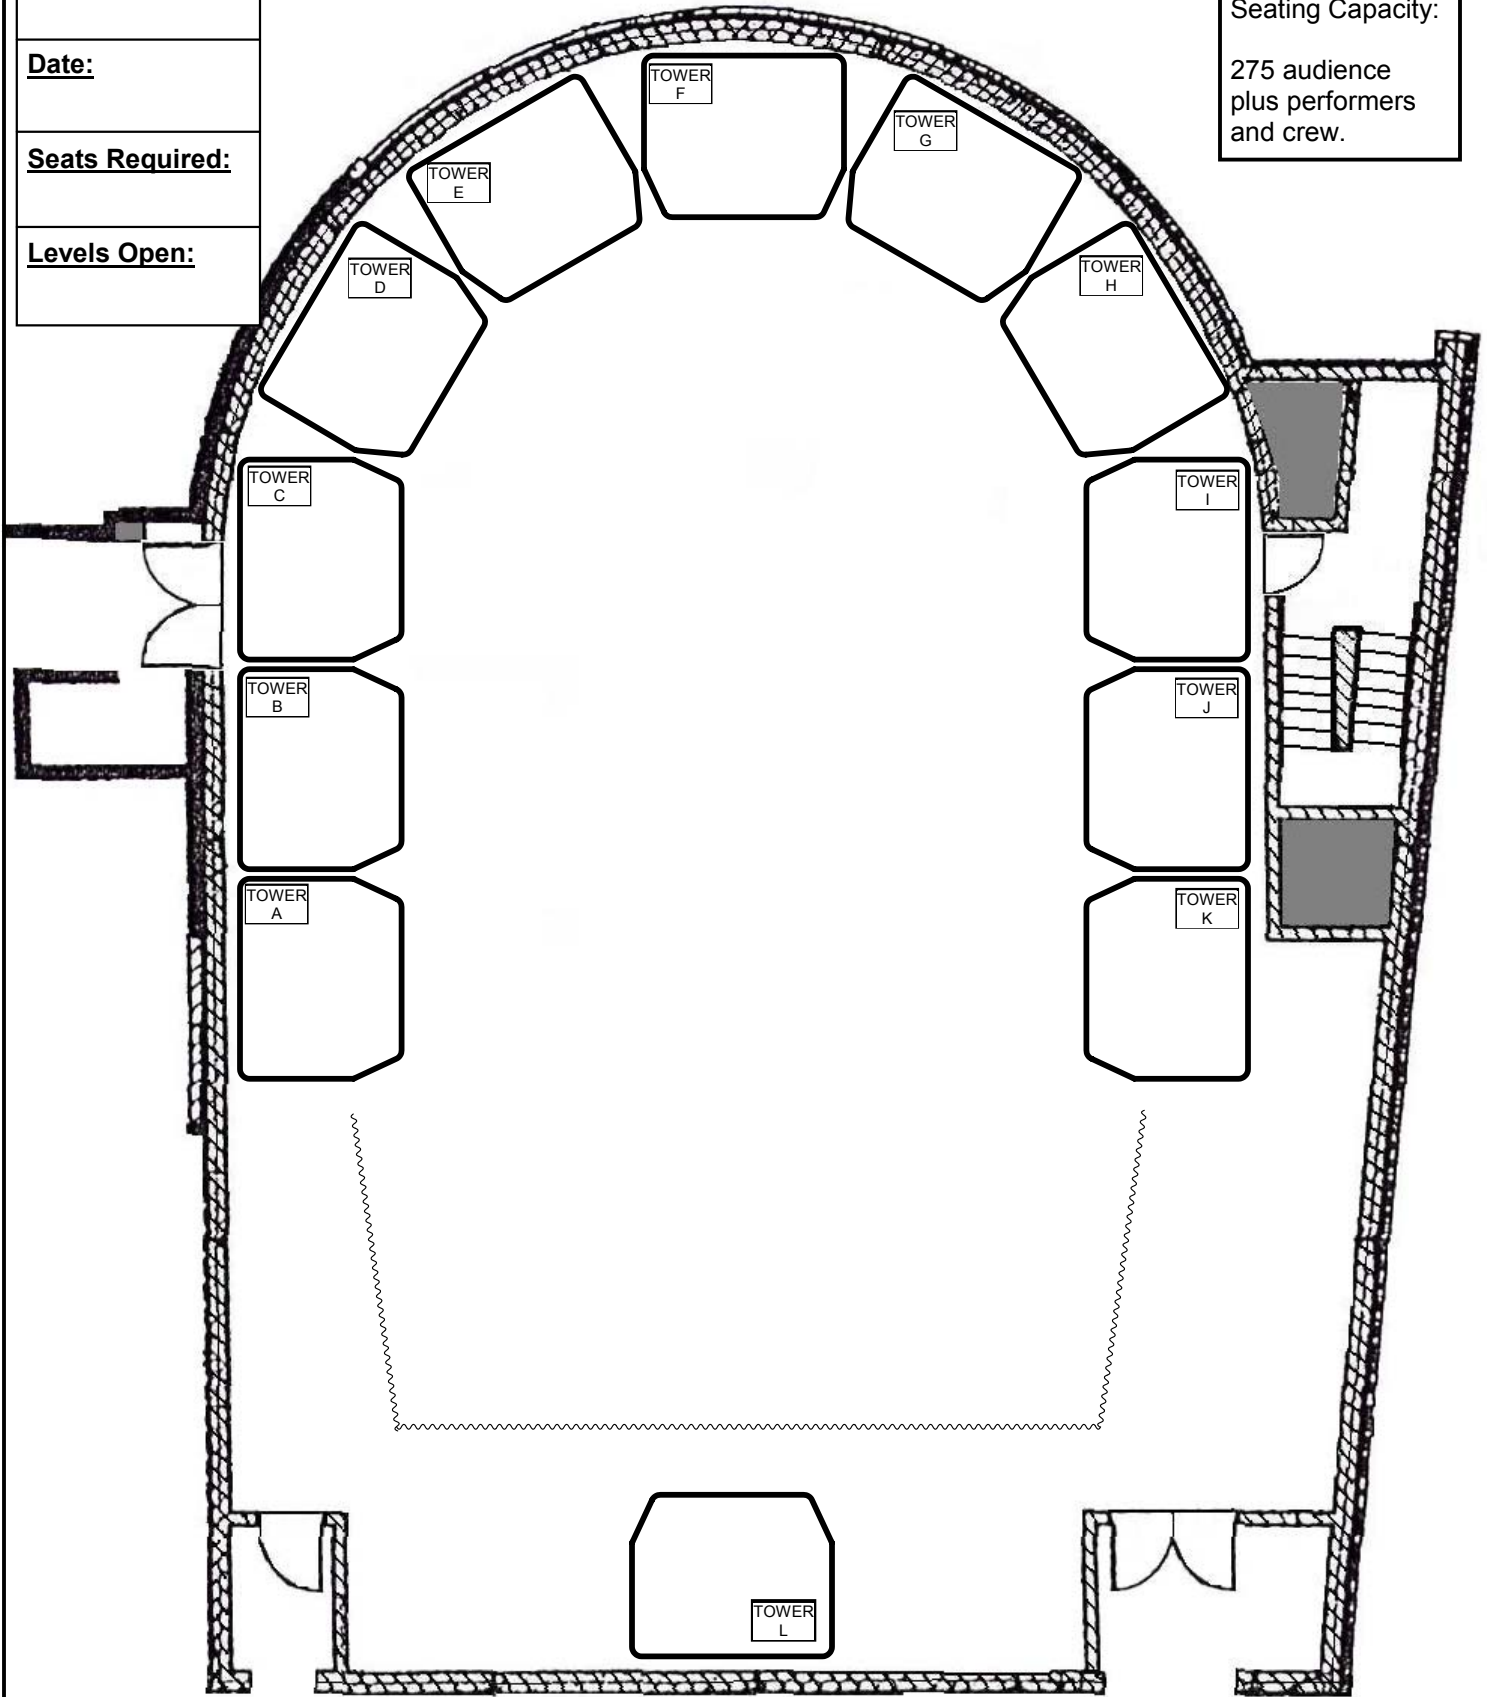 Date:
Seats Required:
Levels Open:
Seating Capacity:
275 audience
plus performers
and crew.
TOWER
F
TOWER
G
TOWER
E
TOWER
D
TOWER
H
TOWER
C
TOWER
I
TOWER
B
TOWER
J
TOWER
A
TOWER
K
TOWER
L